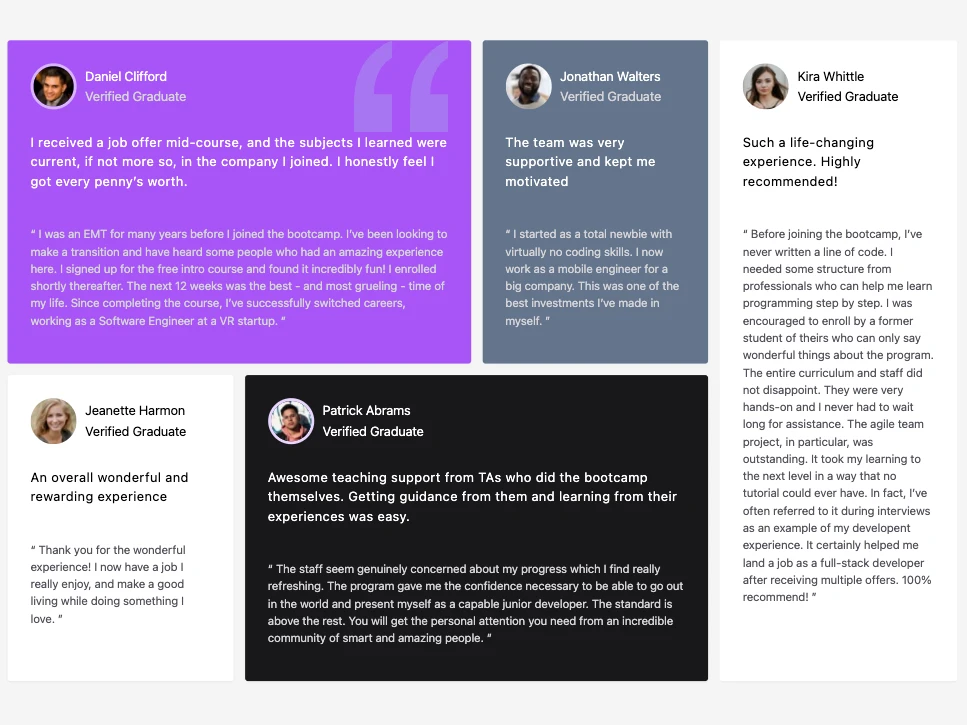 Daniel Clifford
Verified Graduate
I received a job offer mid-course, and the subjects I learned were
current, if not more so, in the company I joined. I honestly feel I
got every penny’s worth.
“ I was an EMT for many years before I joined the bootcamp. I’ve been looking to
make a transition and have heard some people who had an amazing experience
here. I signed up for the free intro course and found it incredibly fun! I enrolled
shortly thereafter. The next 12 weeks was the best - and most grueling - time of
my life. Since completing the course, I’ve successfully switched careers,
working as a Software Engineer at a VR startup. ”
Jonathan Walters
Verified Graduate
The team was very
supportive and kept me
motivated
“ I started as a total newbie with
virtually no coding skills. I now
work as a mobile engineer for a
big company. This was one of the
best investments I’ve made in
myself. ”
Kira Whittle
Verified Graduate
Such a life-changing
experience. Highly
recommended!
“ Before joining the bootcamp, I’ve
never written a line of code. I
needed some structure from
professionals who can help me learn
programming step by step. I was
encouraged to enroll by a former
student of theirs who can only say
wonderful things about the program.
The entire curriculum and staff did
not disappoint. They were very
hands-on and I never had to wait
long for assistance. The agile team
project, in particular, was
outstanding. It took my learning to
the next level in a way that no
tutorial could ever have. In fact, I’ve
often referred to it during interviews
as an example of my developent
experience. It certainly helped me
land a job as a full-stack developer
after receiving multiple offers. 100%
recommend! ”
Jeanette Harmon
Verified Graduate
An overall wonderful and
rewarding experience
“ Thank you for the wonderful
experience! I now have a job I
really enjoy, and make a good
living while doing something I
love. ”
Patrick Abrams
Verified Graduate
Awesome teaching support from TAs who did the bootcamp
themselves. Getting guidance from them and learning from their
experiences was easy.
“ The staff seem genuinely concerned about my progress which I find really
refreshing. The program gave me the confidence necessary to be able to go out
in the world and present myself as a capable junior developer. The standard is
above the rest. You will get the personal attention you need from an incredible
community of smart and amazing people. ”